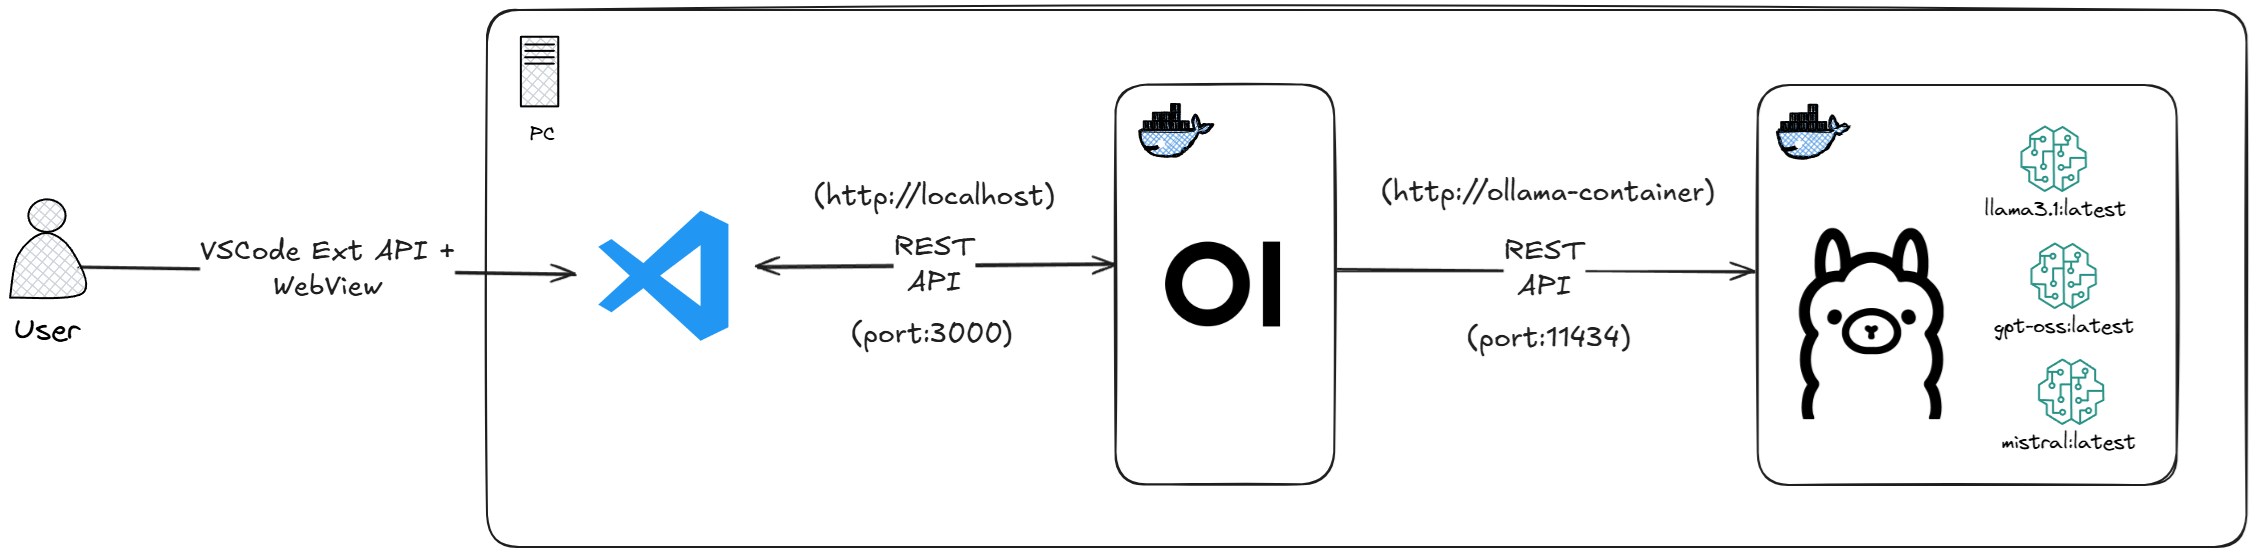 PC
User
VSCode Ext API +
WebView
(http://localhost)
REST
API
(port:3000)
OI
(http://ollama-container)
REST
API
(port:11434)
llama3.1:latest
gpt-oss:latest
mistral:latest